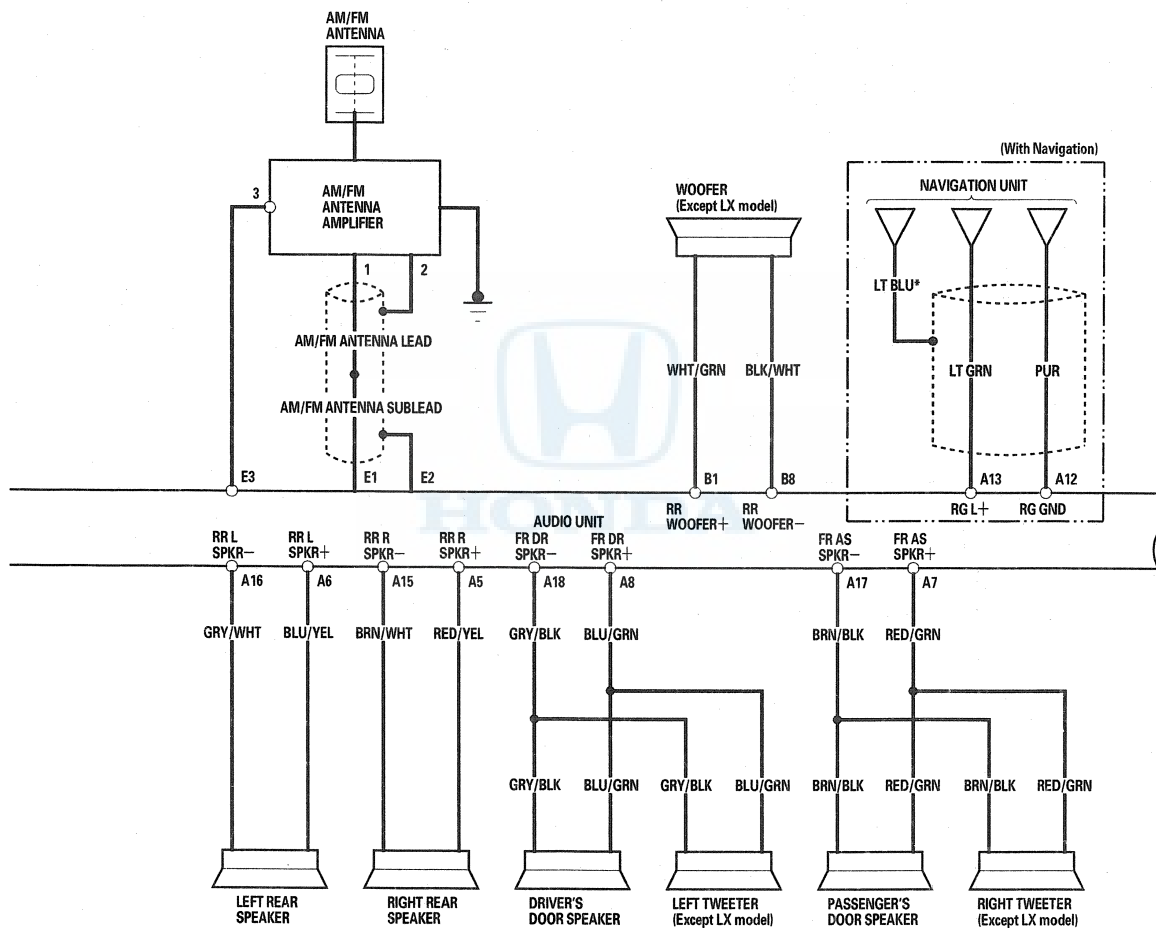 AM/FM
ANTENNA
(With Navigation)
3
AM/FM
ANTENNA
AMPLIFIER
WOOFER
(Except LX model)
NAVIGATION UNIT
1
2
LT BLU*
AM/FM ANTENNA LEAD
WHT/GRN
BLK/WHT
LT GRN
PUR
AM/FM ANTENNA SUBLEAD
E3
E1
E2
B1
B8
A13
A12
HONDA
RR
WOOFER+
RR
WOOFER−
RG L+
RG GND
AUDIO UNIT
RR L
SPKR−
RR L
SPKR+
RR R
SPKR−
RR R
SPKR+
FR DR
SPKR−
FR DR
SPKR+
FR AS
SPKR−
FR AS
SPKR+
A16
A6
A15
A5
A18
A8
A17
A7
GRY/WHT
BLU/YEL
BRN/WHT
RED/YEL
GRY/BLK
BLU/GRN
BRN/BLK
RED/GRN
GRY/BLK
BLU/GRN
GRY/BLK
BLU/GRN
BRN/BLK
RED/GRN
BRN/BLK
RED/GRN
LEFT REAR
SPEAKER
RIGHT REAR
SPEAKER
DRIVER'S
DOOR SPEAKER
LEFT TWEETER
(Except LX model)
PASSENGER'S
DOOR SPEAKER
RIGHT TWEETER
(Except LX model)